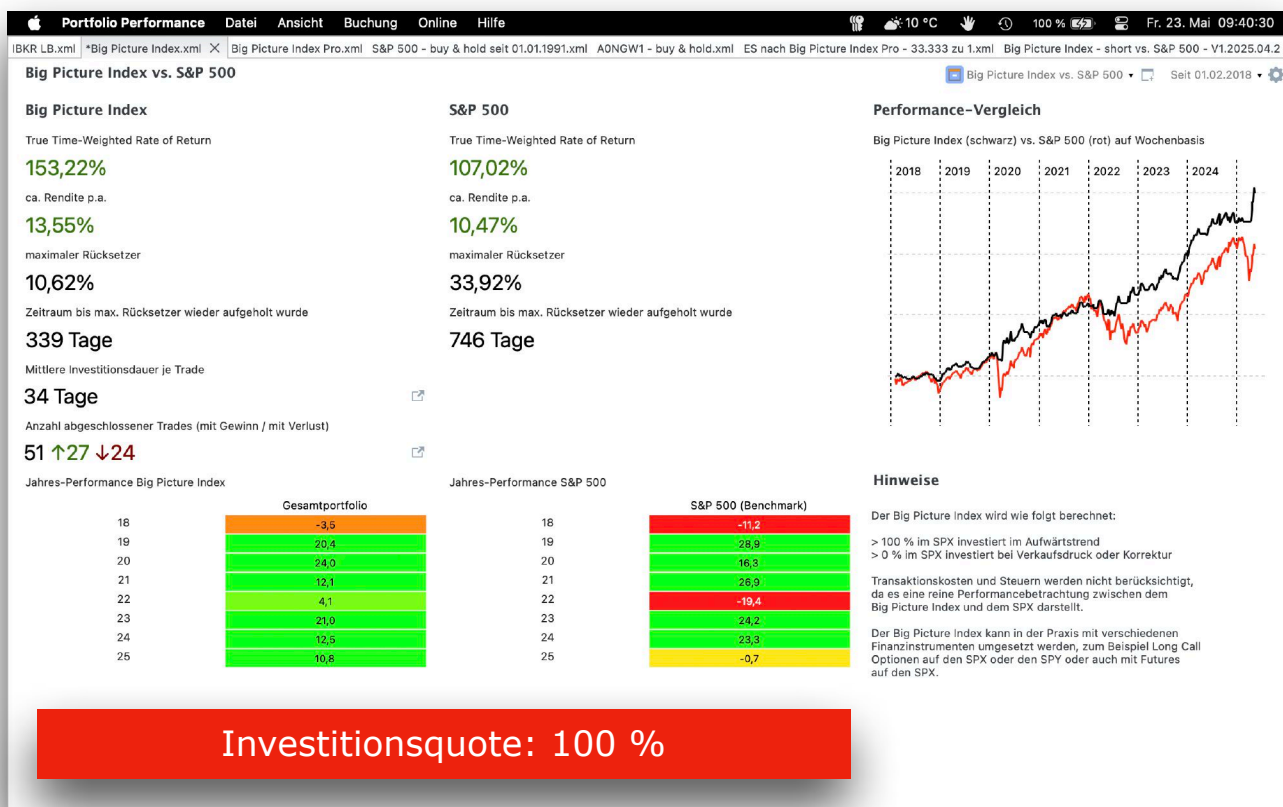 Portfolio Performance Datei Ansicht Buchung Online Hilfe 10 °C 100 % Fr. 23. Mai 09:40:30
IBKR LB.xml *Big Picture Index.xml Big Picture Index Pro.xml S&P 500 - buy & hold seit 01.01.1991.xml A0NGW1 - buy & hold.xml ES nach Big Picture Index Pro - 33.333 zu 1.xml Big Picture Index - short vs. S&P 500 - V1.2025.04.2
Big Picture Index vs. S&P 500
Big Picture Index vs. S&P 500 Seit 01.02.2018
Big Picture Index
True Time-Weighted Rate of Return
153,22%
ca. Rendite p.a.
13,55%
maximaler Rücksetzer
10,62%
Zeitraum bis max. Rücksetzer wieder aufgeholt wurde
339 Tage
Mittlere Investitionsdauer je Trade
34 Tage
Anzahl abgeschlossener Trades (mit Gewinn / mit Verlust)
51 ↑27 ↓24
S&P 500
True Time-Weighted Rate of Return
107,02%
ca. Rendite p.a.
10,47%
maximaler Rücksetzer
33,92%
Zeitraum bis max. Rücksetzer wieder aufgeholt wurde
746 Tage
Performance-Vergleich
Big Picture Index (schwarz) vs. S&P 500 (rot) auf Wochenbasis
2018 2019 2020 2021 2022 2023 2024
Jahres-Performance Big Picture Index
Gesamtportfolio
18 -3,5
19 20,4
20 24,0
21 12,1
22 4,1
23 21,0
24 12,5
25 10,8
Jahres-Performance S&P 500
S&P 500 (Benchmark)
18 -11,2
19 28,9
20 16,3
21 26,9
22 -19,4
23 24,2
24 23,3
25 -0,7
Hinweise
Der Big Picture Index wird wie folgt berechnet:
> 100 % im SPX investiert im Aufwärtstrend
> 0 % im SPX investiert bei Verkaufsdruck oder Korrektur
Transaktionskosten und Steuern werden nicht berücksichtigt,
da es eine reine Performancebetrachtung zwischen dem
Big Picture Index und dem SPX darstellt.
Der Big Picture Index kann in der Praxis mit verschiedenen
Finanzinstrumenten umgesetzt werden, zum Beispiel Long Call
Optionen auf den SPX oder den SPY oder auch mit Futures
auf den SPX.
Investitionsquote: 100 %